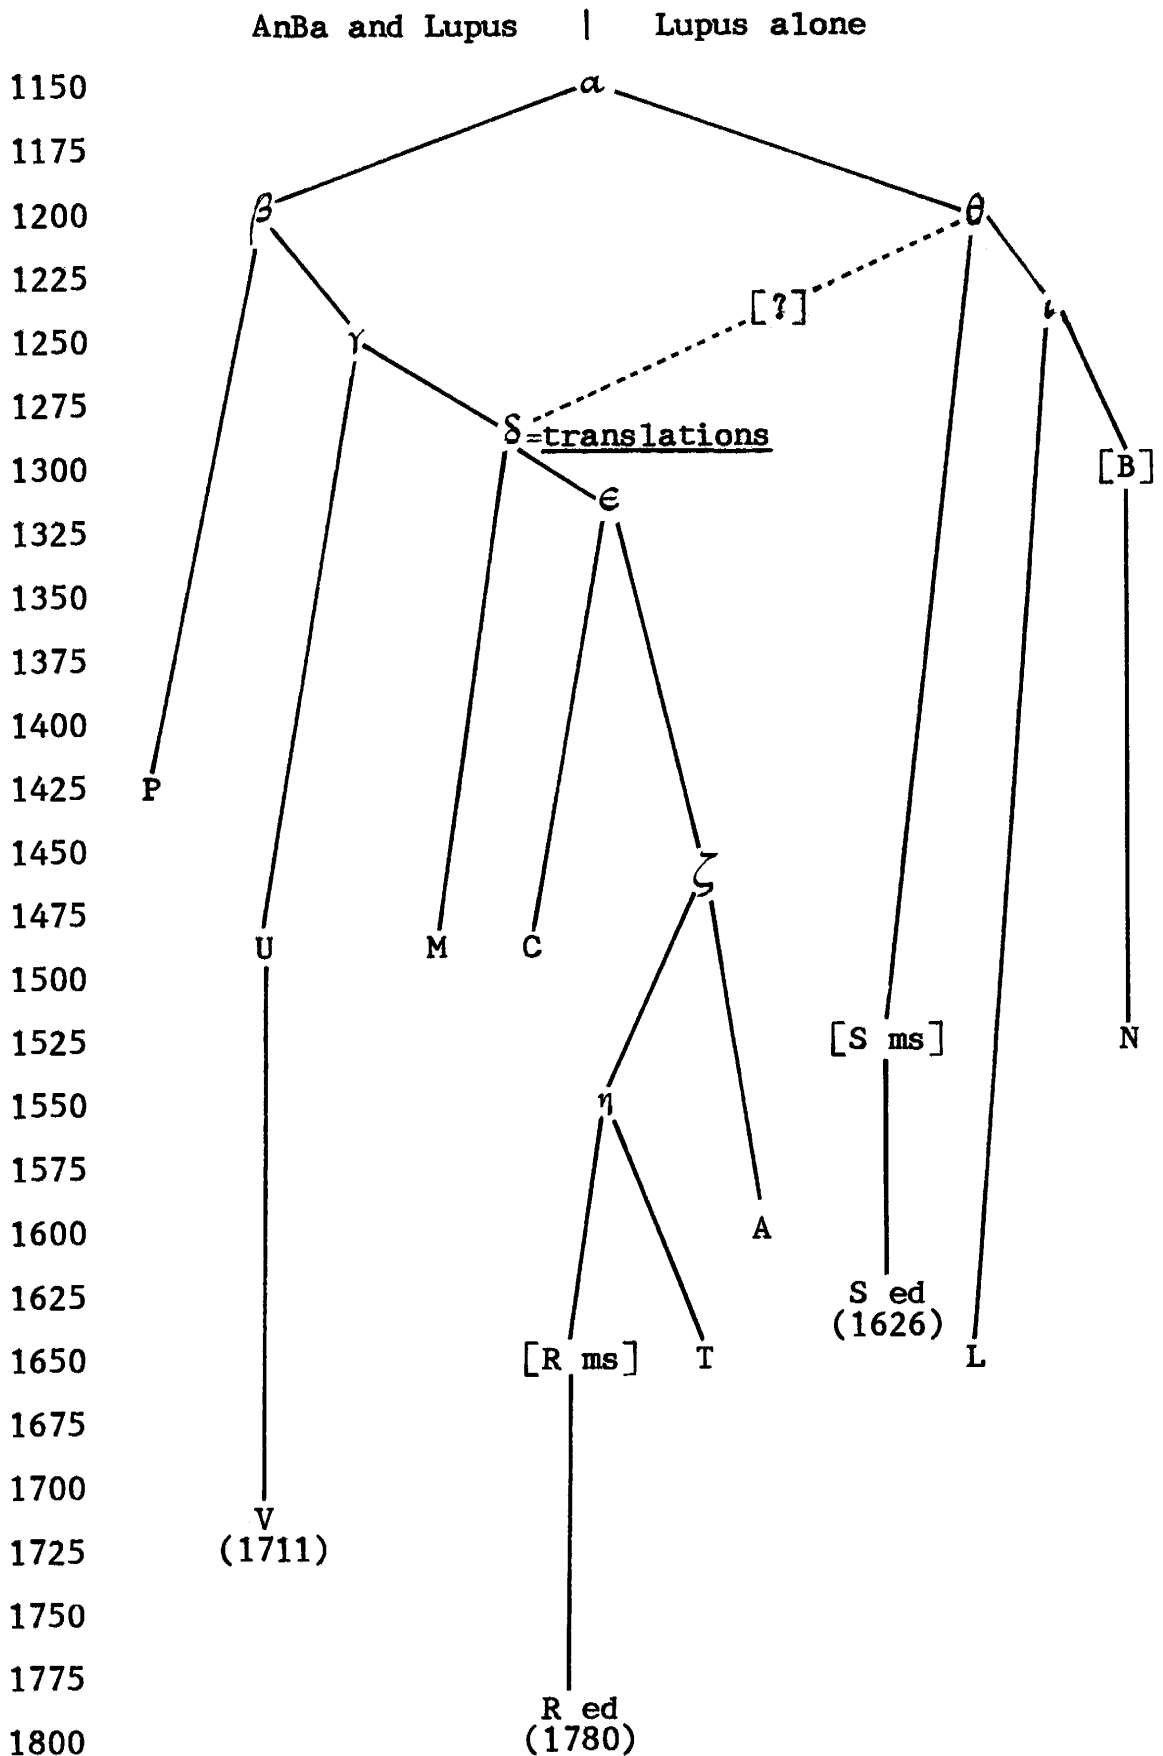 AnBa and Lupus | Lupus alone
1150 α
1175
1200 β θ
1225
[?] ι
1250 γ
1275
δ=translations
1300 [B]
ϵ
1325
1350
1375
1400
1425 P
1450
ζ
1475
U M C
1500
1525 [S ms] N
1550 η
1575
1600 A
1625 S ed
(1626)
1650 [R ms] T L
1675
1700
V
1725 (1711)
1750
1775
R ed
1800 (1780)